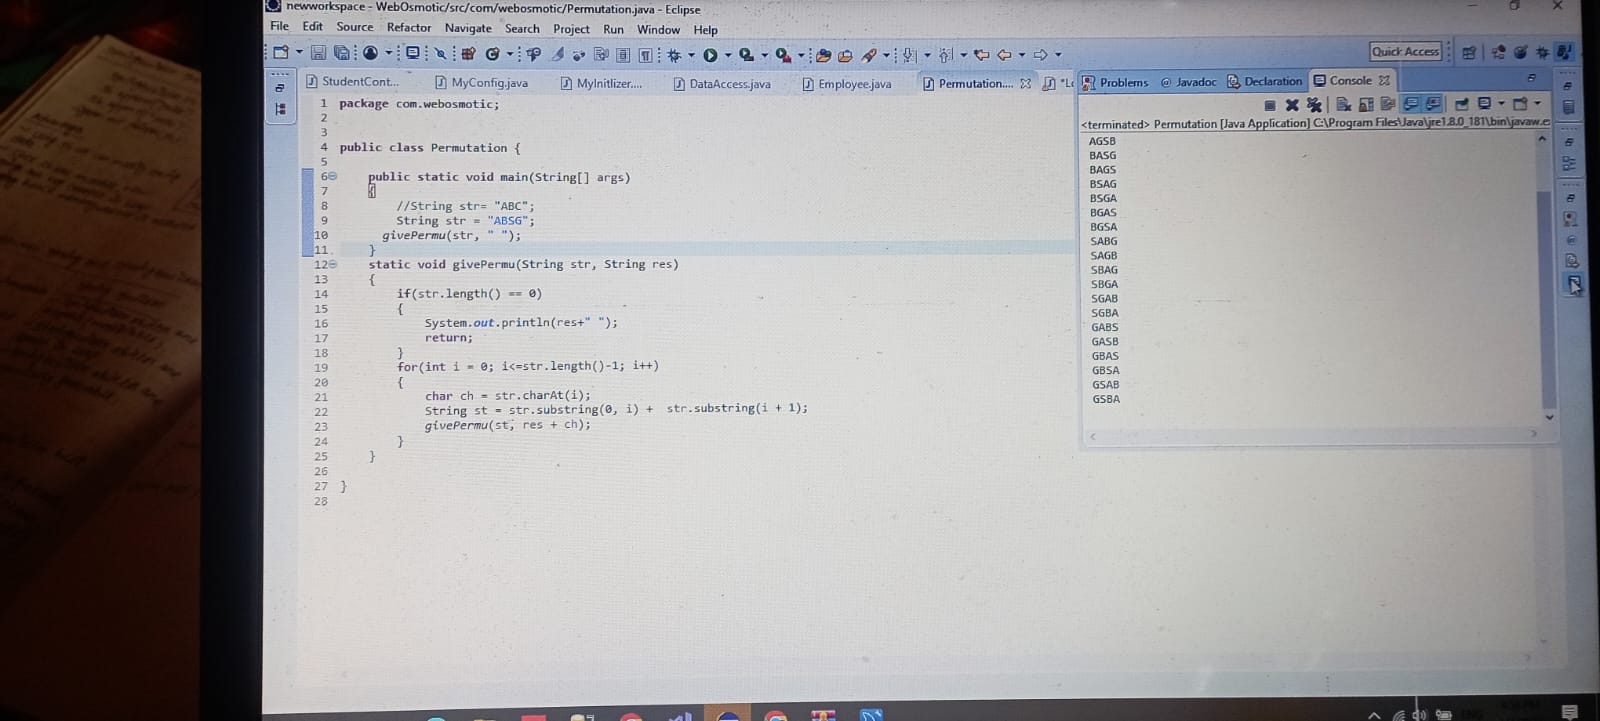 newworkspace - WebOsmotic/src/com/webosmotic/Permutation.java - Eclipse
File Edit Source Refactor Navigate Search Project Run Window Help
Quick Access
StudentCont... MyConfig.java MyInitlizer.... DataAccess.java Employee.java Permutation....
1 package com.webosmotic;
2
3
4 public class Permutation {
5
6 public static void main(String[] args)
7 {
8 //String str= "ABC";
9 String str = "ABSG";
10 givePermu(str, " ");
11 }
12 static void givePermu(String str, String res)
13 {
14 if(str.length() == 0)
15 {
16 System.out.println(res+" ");
17 return;
18 }
19 for(int i = 0; i<=str.length()-1; i++)
20 {
21 char ch = str.charAt(i);
22 String st = str.substring(0, i) + str.substring(i + 1);
23 givePermu(st, res + ch);
24 }
25 }
26
27 }
28
Problems @ Javadoc Declaration Console
<terminated> Permutation [Java Application] C:\Program Files\Java\jre1.8.0_181\bin\javaw.e
AGSB
BASG
BAGS
BSAG
BSGA
BGAS
BGSA
SABG
SAGB
SBAG
SBGA
SGAB
SGBA
GABS
GASB
GBAS
GBSA
GSAB
GSBA